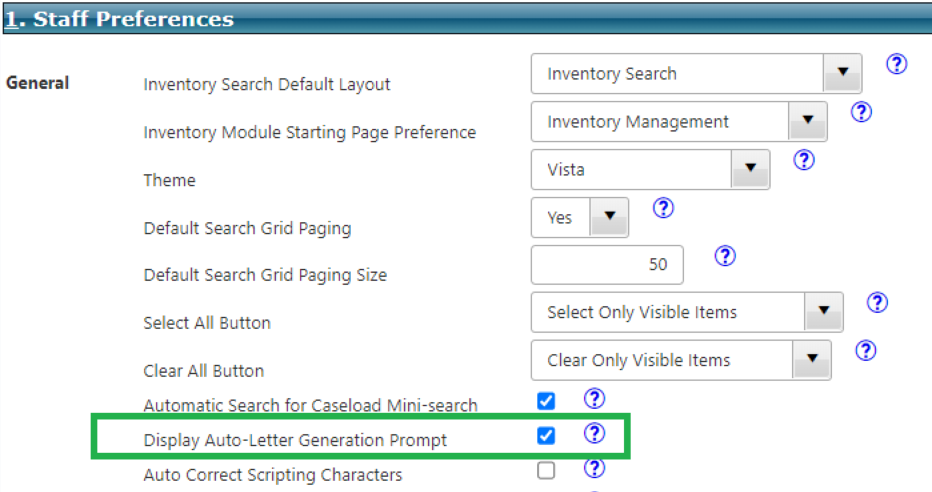 1. Staff Preferences
General
Inventory Search Default Layout Inventory Search ?
Inventory Module Starting Page Preference Inventory Management ?
Theme Vista ?
Default Search Grid Paging Yes ?
Default Search Grid Paging Size 50 ?
Select All Button Select Only Visible Items ?
Clear All Button Clear Only Visible Items ?
Automatic Search for Caseload Mini-search ?
Display Auto-Letter Generation Prompt ?
Auto Correct Scripting Characters ?